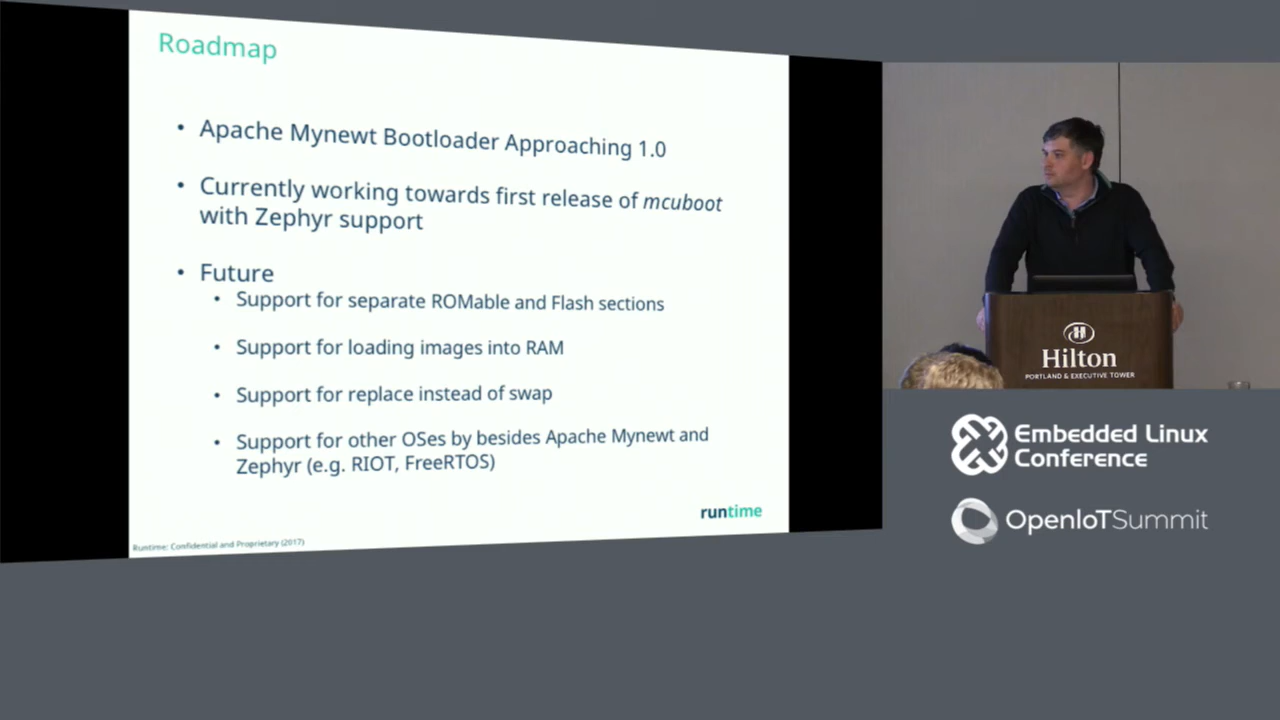 Roadmap
• Apache Mynewt Bootloader Approaching 1.0
• Currently working towards first release of mcuboot
with Zephyr support
• Future
• Support for separate ROMable and Flash sections
• Support for loading images into RAM
• Support for replace instead of swap
• Support for other OSes by besides Apache Mynewt and
Zephyr (e.g. RIOT, FreeRTOS)
runtime
Runtime: Confidential and Proprietary (2017)
Hilton
PORTLAND & EXECUTIVE TOWER
Embedded Linux
Conference
OpenIoTSummit